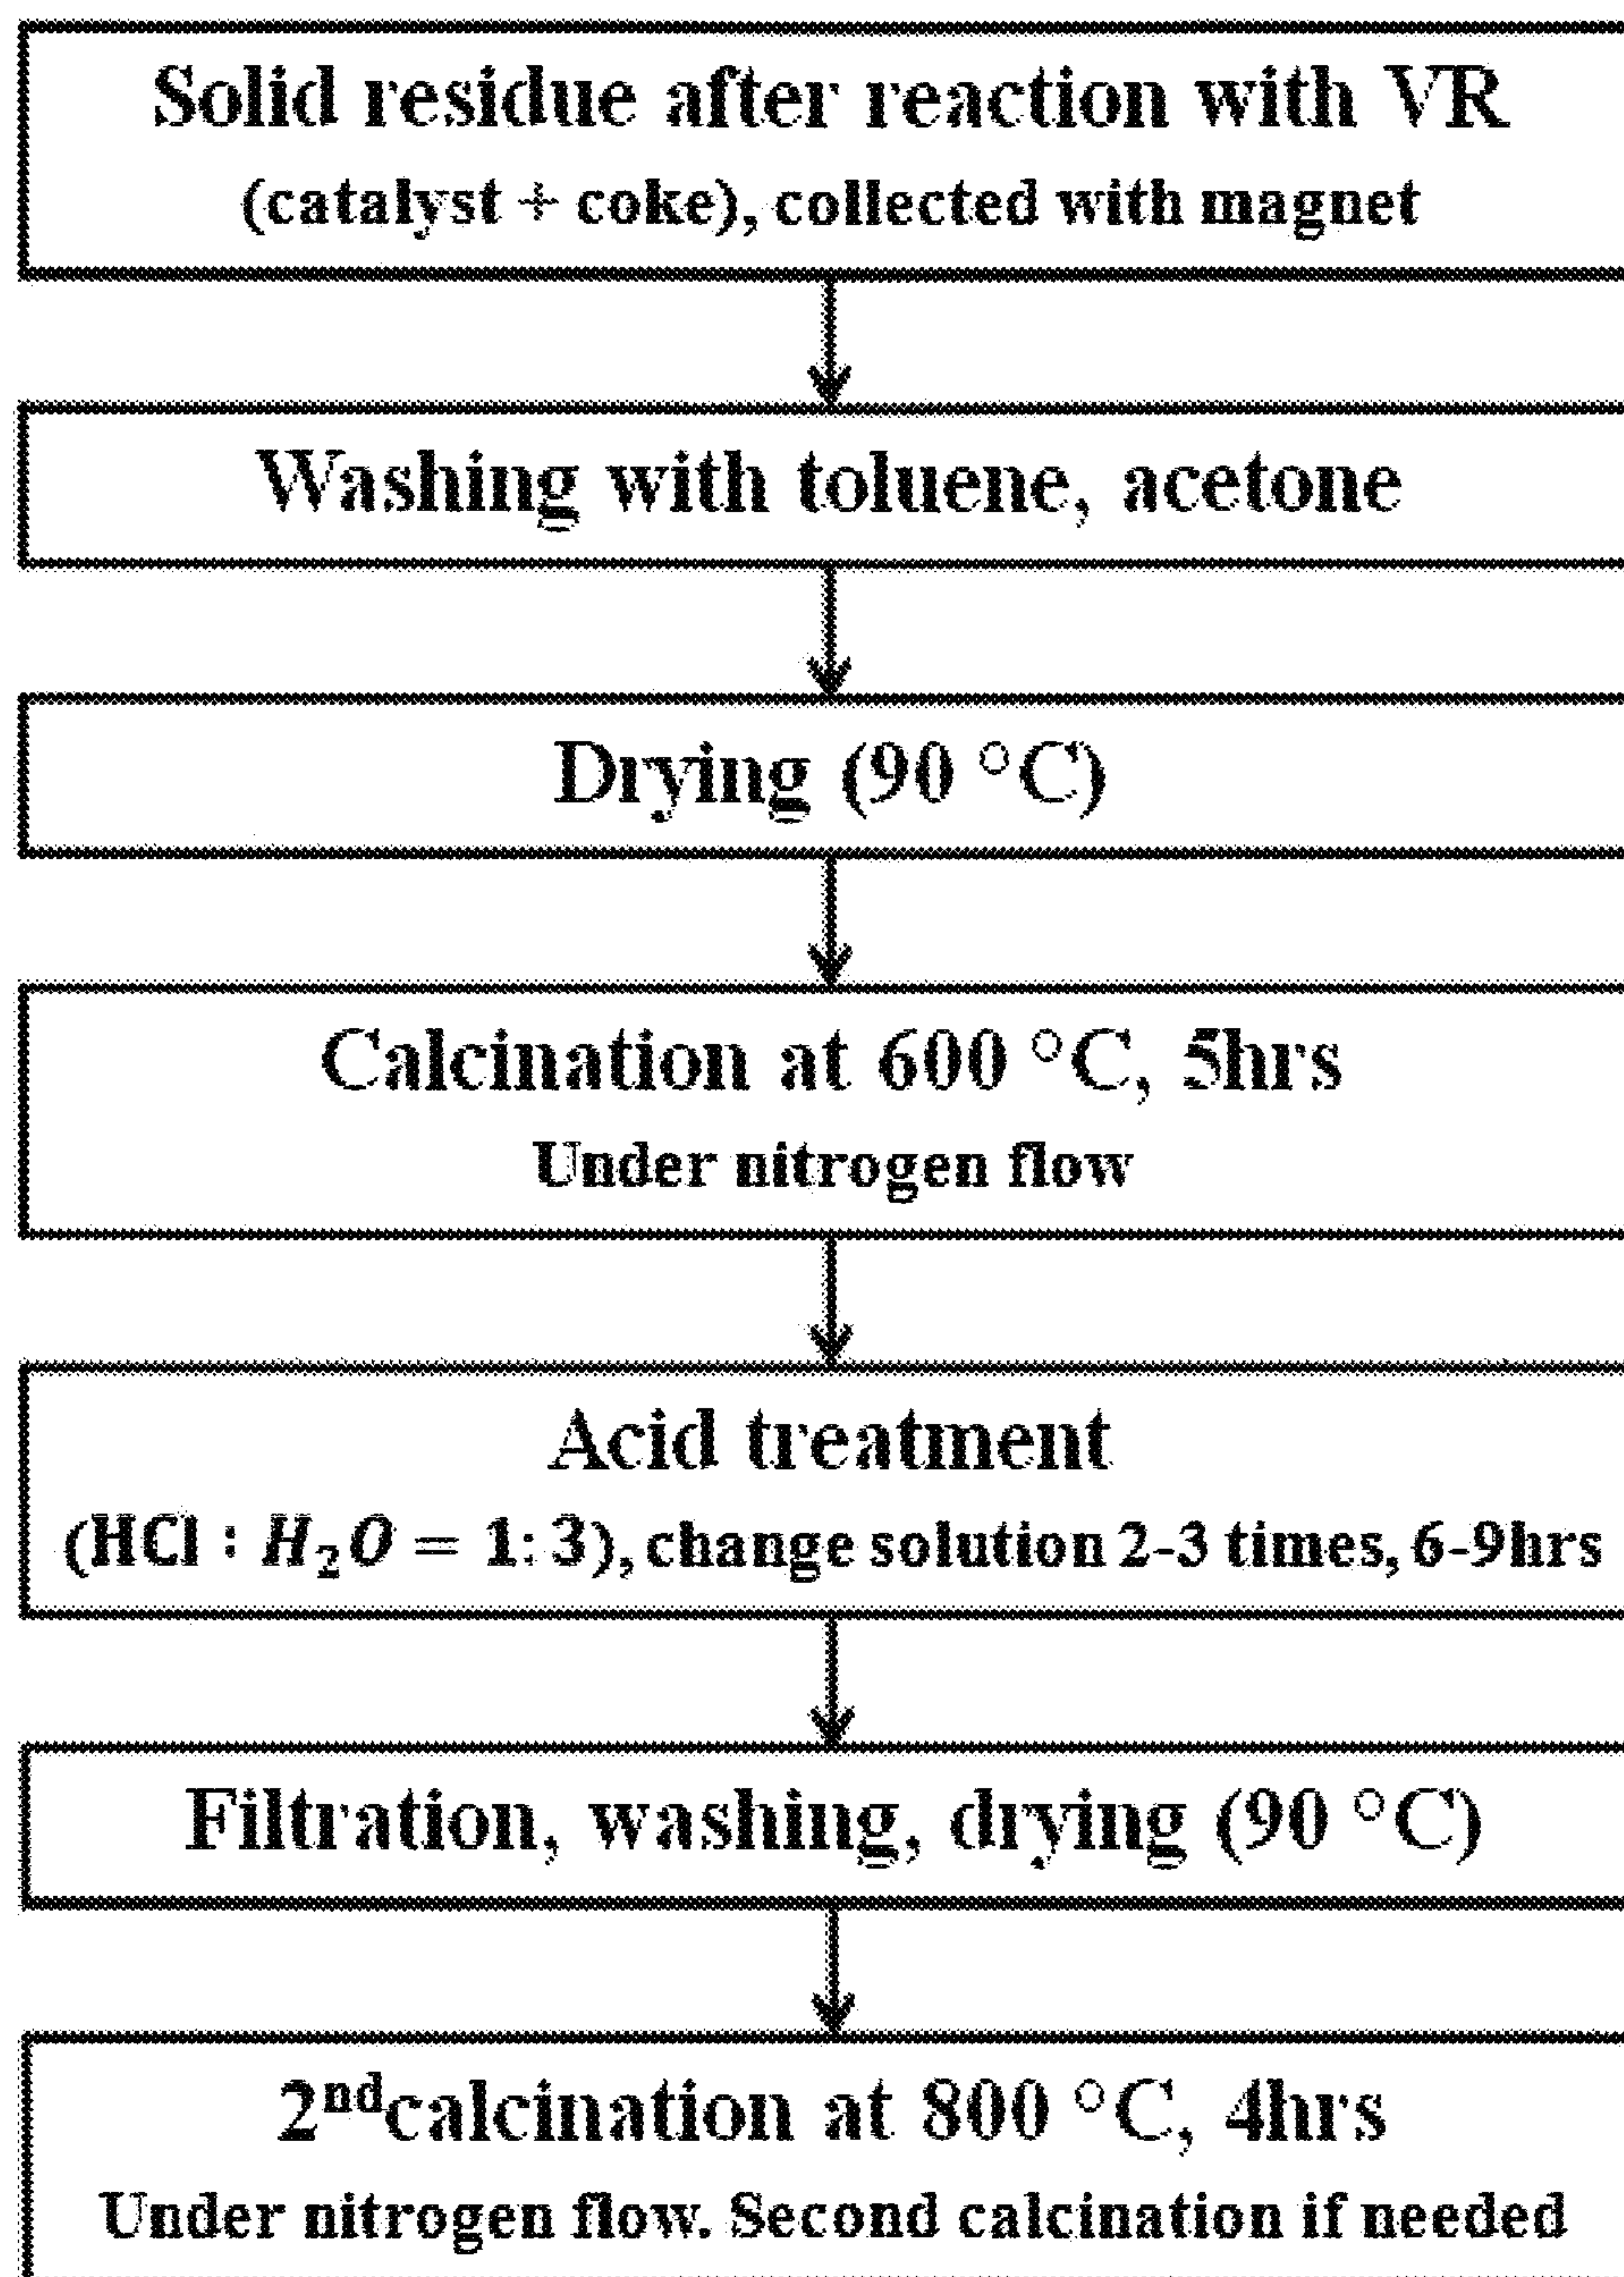 Solid residue after reaction with VR
(catalyst + coke), collected with magnet
Washing with toluene, acetone
Drying (90 °C)
Calcination at 600 °C, 5hrs
Under nitrogen flow
Acid treatment
(HCl : H₂O = 1: 3), change solution 2-3 times, 6-9hrs
Filtration, washing, drying (90 °C)
2ⁿᵈcalcination at 800 °C, 4hrs
Under nitrogen flow. Second calcination if needed